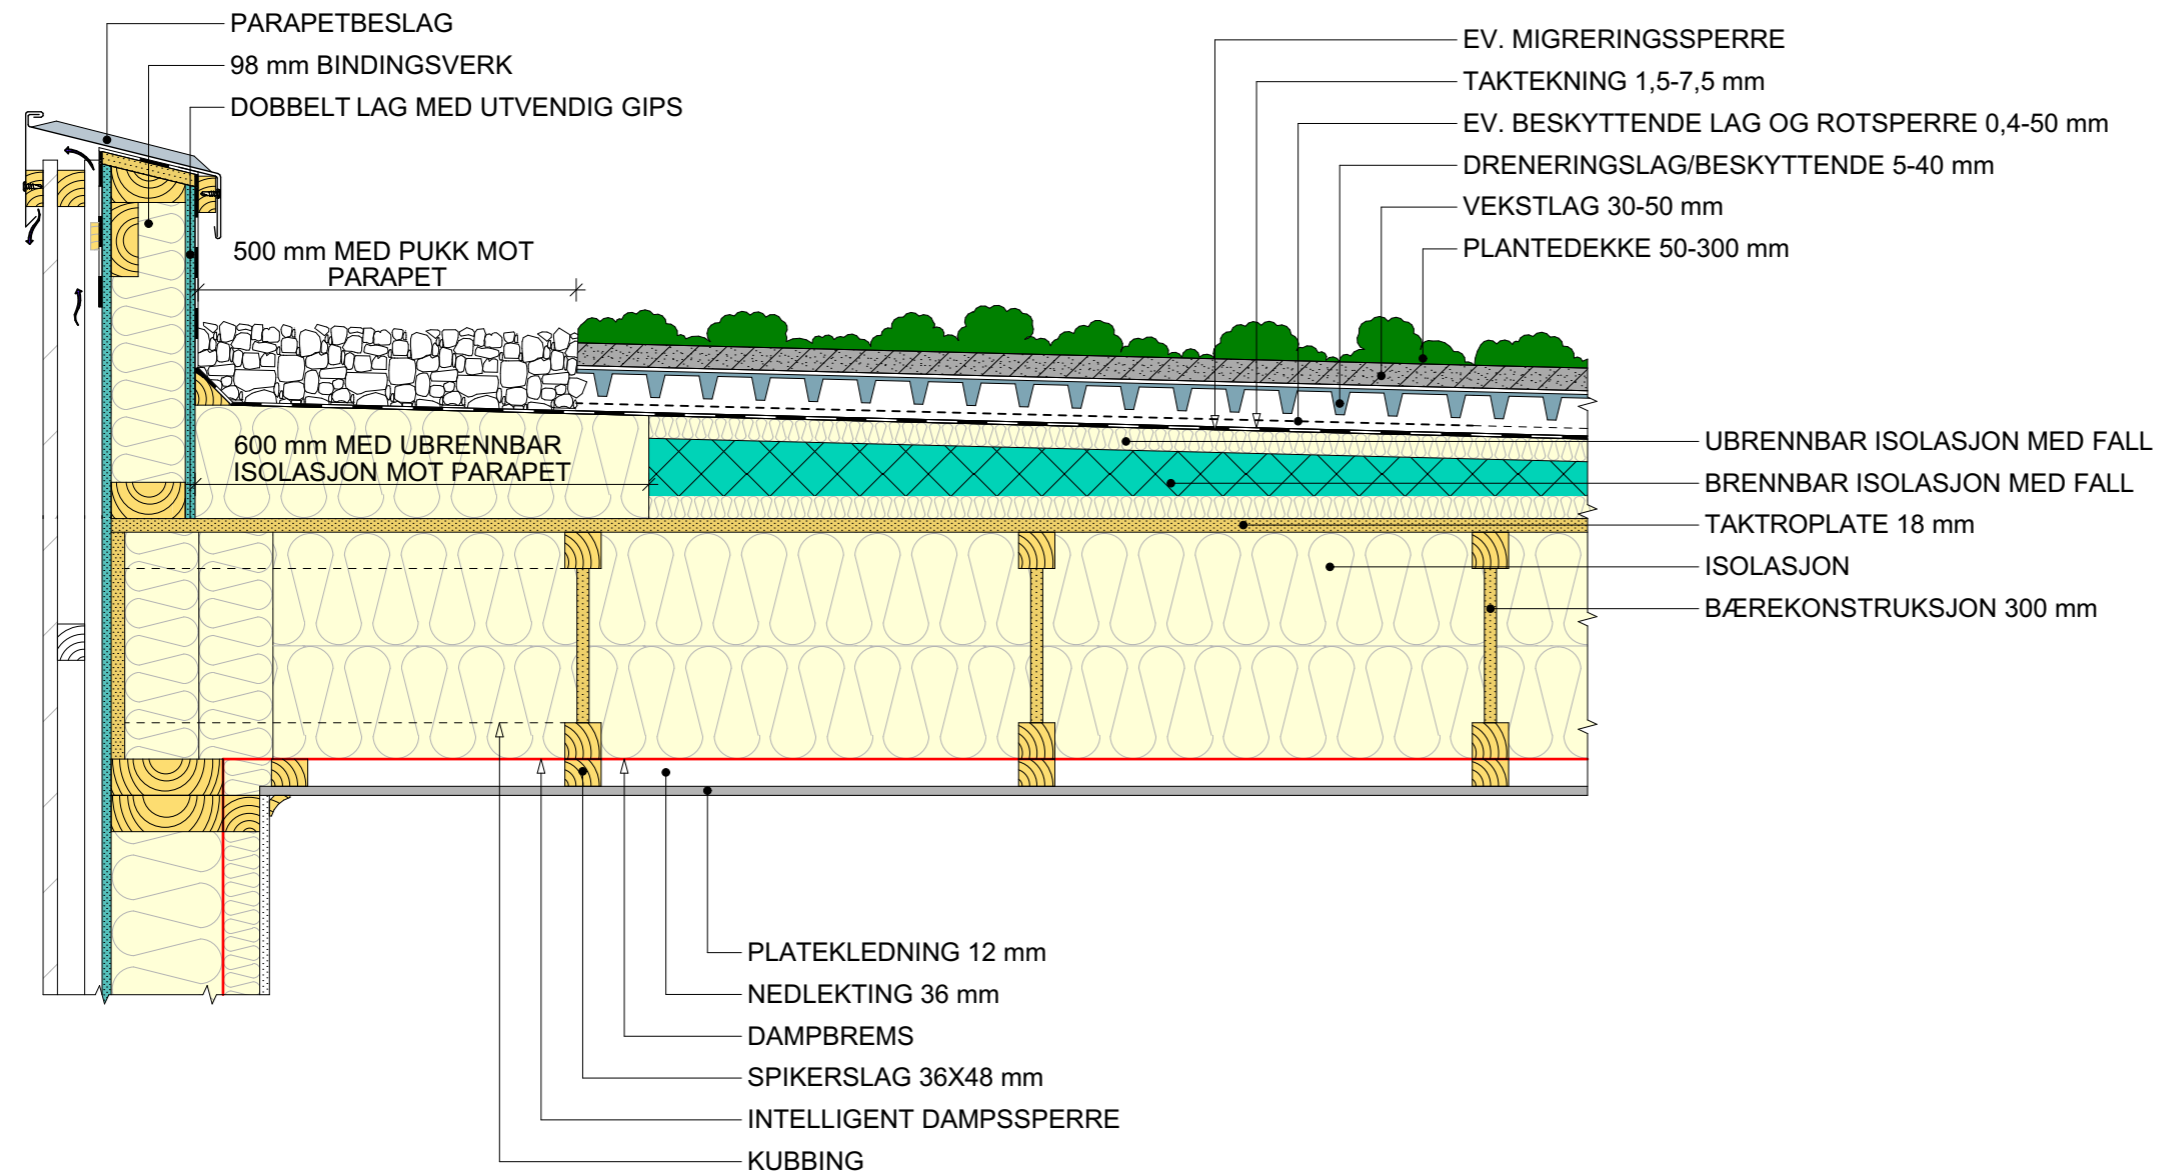 PARAPETBESLAG
98 mm BINDINGSVERK
DOBBELT LAG MED UTVENDIG GIPS
EV. MIGRERINGSSPERRE
TAKTEKNING 1,5-7,5 mm
EV. BESKYTTENDE LAG OG ROTSPERRE 0,4-50 mm
DRENERINGSLAG/BESKYTTENDE 5-40 mm
VEKSTLAG 30-50 mm
PLANTEDEKKE 50-300 mm
500 mm MED PUKK MOT
PARAPET
600 mm MED UBRENNBAR
ISOLASJON MOT PARAPET
UBRENNBAR ISOLASJON MED FALL
BRENNBAR ISOLASJON MED FALL
TAKTROPLATE 18 mm
ISOLASJON
BÆREKONSTRUKSJON 300 mm
PLATEKLEDNING 12 mm
NEDLEKTING 36 mm
DAMPBREMS
SPIKERSLAG 36X48 mm
INTELLIGENT DAMPSSPERRE
KUBBING